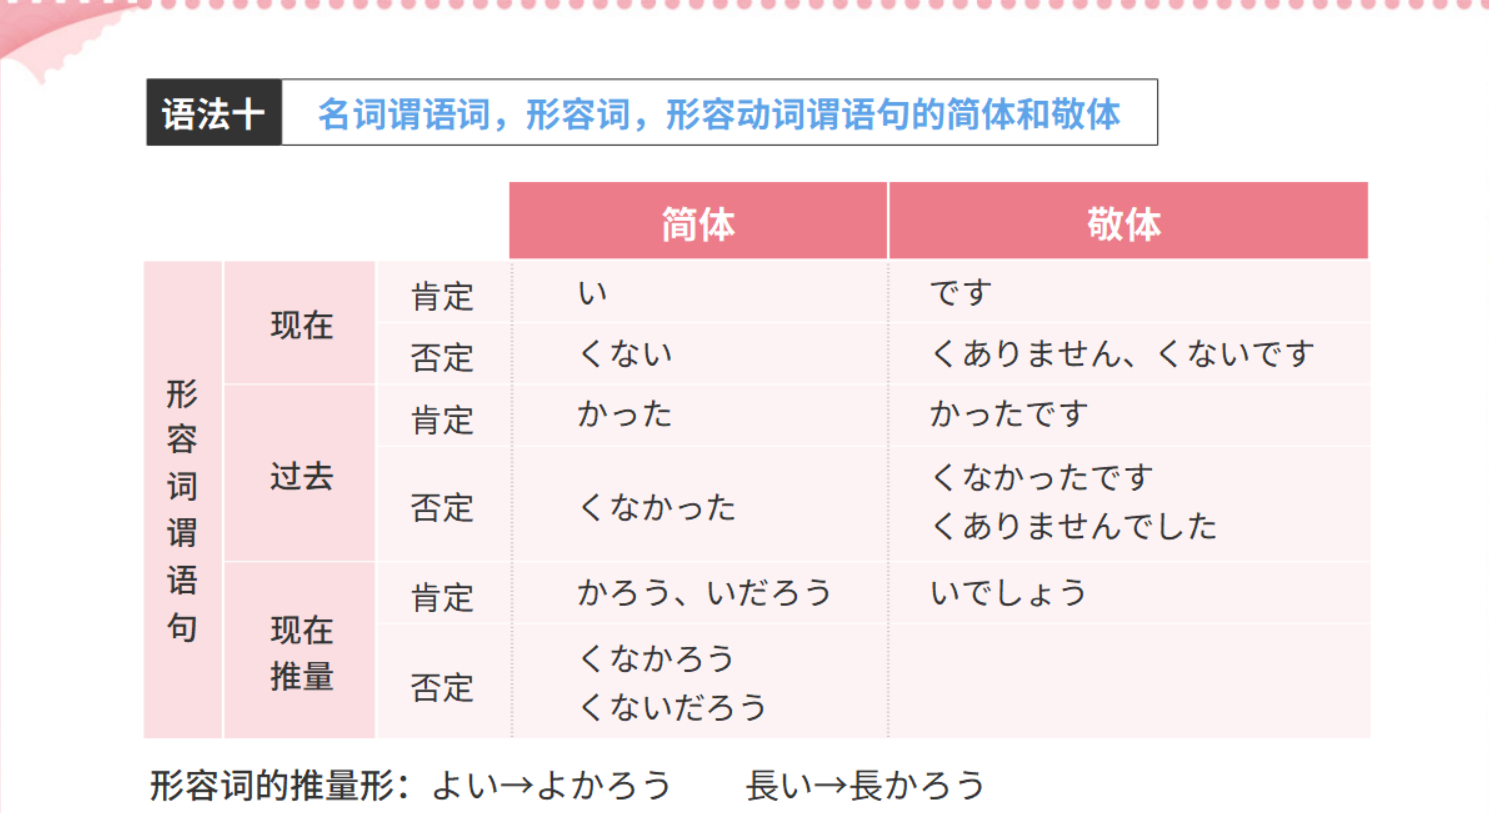 语法十 名词谓语词，形容词，形容动词谓语句的简体和敬体
简体 敬体
形容词谓语句
现在
肯定 い です
否定 くない くありません、くないです
过去
肯定 かった かったです
否定 くなかった くなかったです
くありませんでした
现在
推量
肯定 かろう、いだろう いでしょう
否定 くなかろう
くないだろう
形容词的推量形：よい→よかろう 長い→長かろう